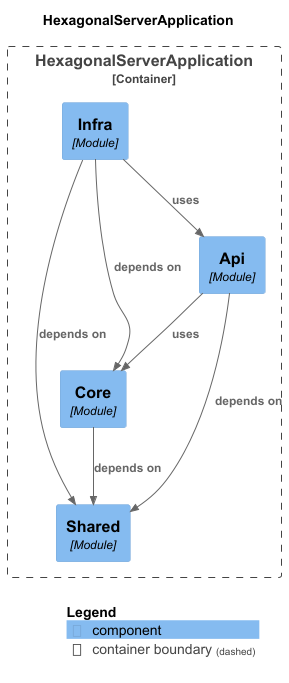 HexagonalServerApplication
HexagonalServerApplication
[Container]
Infra
[Module]
uses
Api
[Module]
depends on
depends on
uses
Core
[Module]
depends on
depends on
Shared
[Module]
Legend
component
container boundary (dashed)